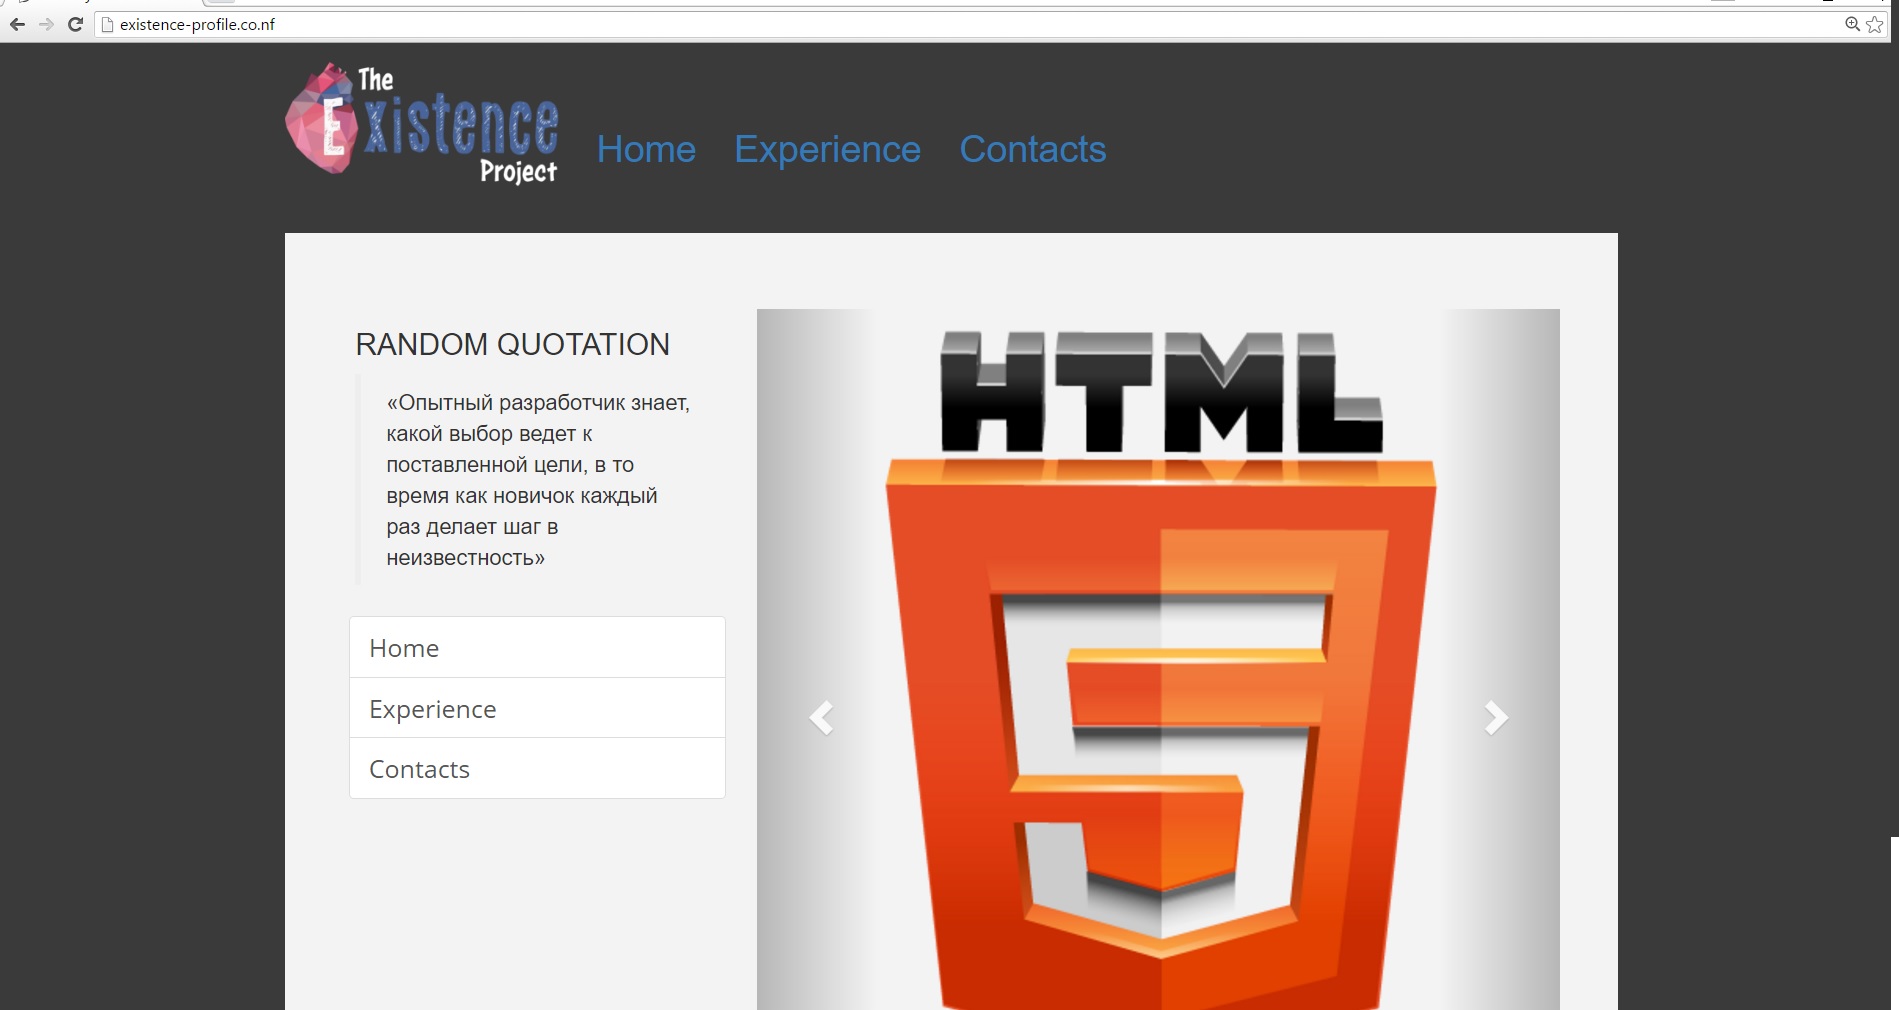 existence-profile.co.nf
The
Existence
Project
Home Experience Contacts
RANDOM QUOTATION
«Опытный разработчик знает,
какой выбор ведет к
поставленной цели, в то
время как новичок каждый
раз делает шаг в
неизвестность»
Home
Experience
Contacts
HTML
5